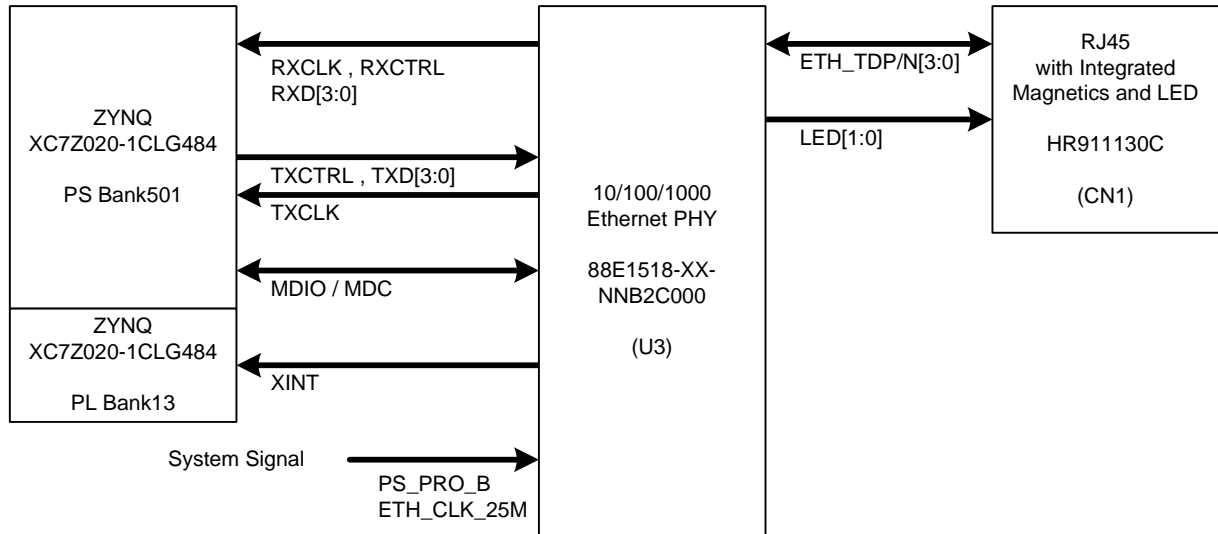 ZYNQ
XC7Z020-1CLG484
PS Bank501
RXCLK , RXCTRL
RXD[3:0]
TXCTRL , TXD[3:0]
TXCLK
MDIO / MDC
ZYNQ
XC7Z020-1CLG484
PL Bank13
XINT
System Signal
PS_PRO_B
ETH_CLK_25M
10/100/1000
Ethernet PHY
88E1518-XX-
NNB2C000
(U3)
ETH_TDP/N[3:0]
LED[1:0]
RJ45
with Integrated
Magnetics and LED
HR911130C
(CN1)